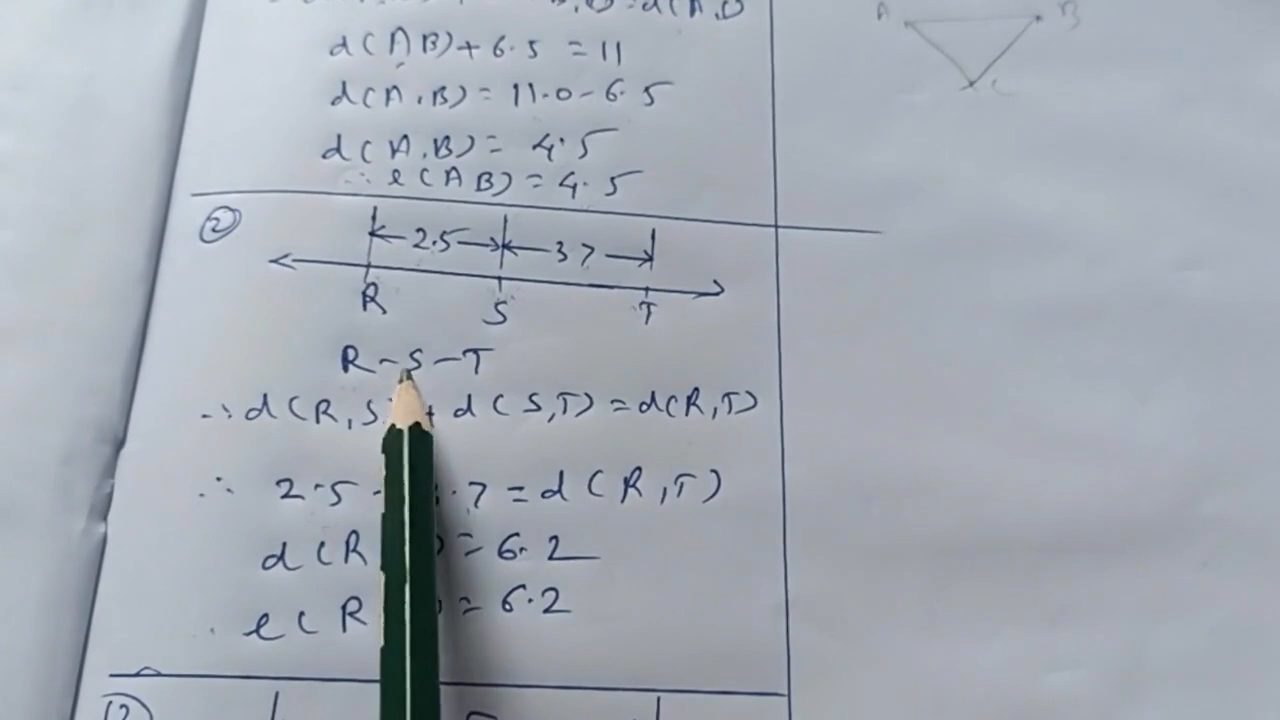 d(A B)+6.5 = 11
d(A,B) = 11.0-6.5
d(A,B) = 4.5
∴ l(AB) = 4.5
②
2.5 3 7
R S T
R-S-T
∴ d(R,S) + d(S,T) = d(R,T)
∴ 2.5 .7 = d(R,T)
d(R = 6.2
l(R = 6.2
A B
C